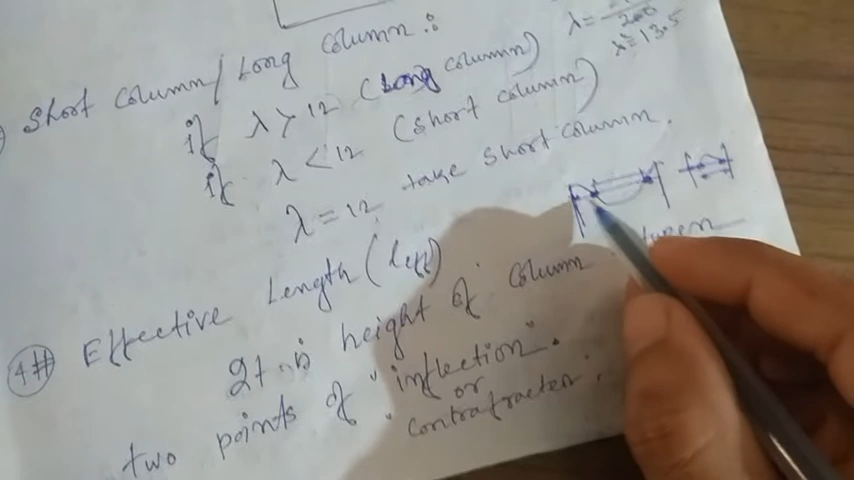 λ =
200
λ = 13.5
Short column/Long column:
if λ > 12 (Long column)
if λ < 12 (Short column)
λ = 12, take short column.
4# Effective Length (leff)
It is height of column
two points of "inflection".
or
"contrafracten".